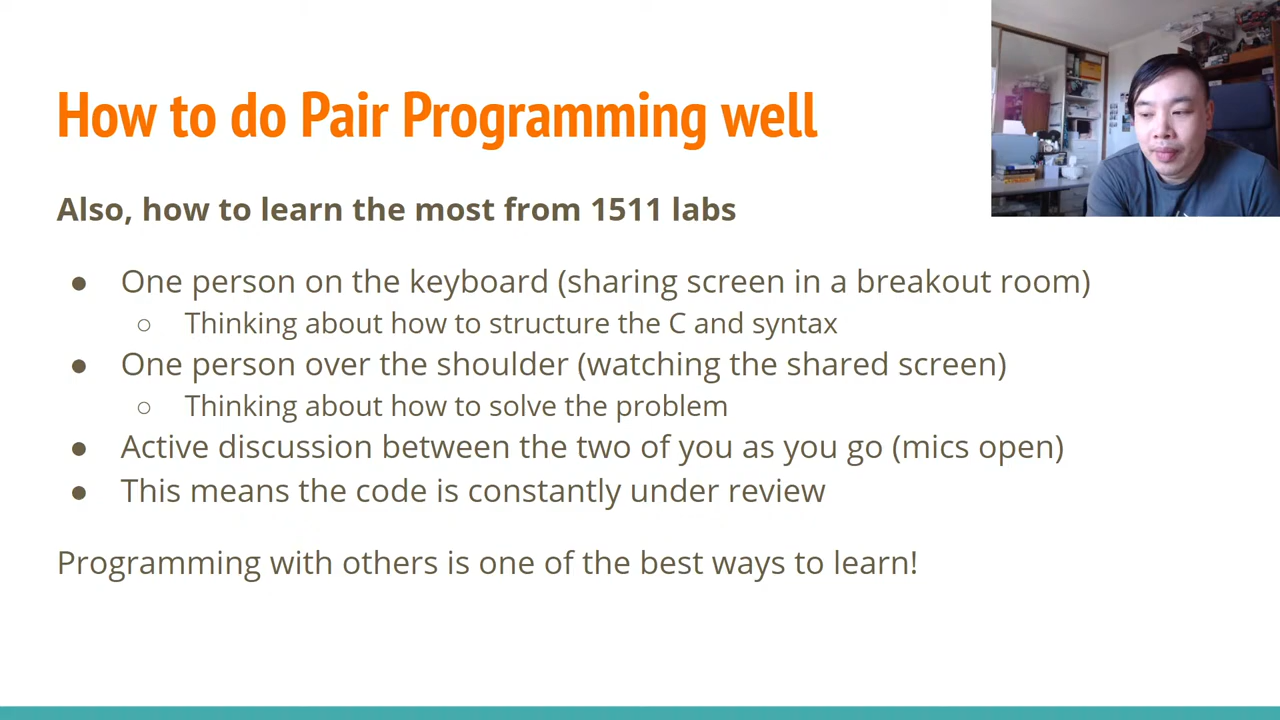 How to do Pair Programming well
Also, how to learn the most from 1511 labs
● One person on the keyboard (sharing screen in a breakout room)
○ Thinking about how to structure the C and syntax
● One person over the shoulder (watching the shared screen)
○ Thinking about how to solve the problem
● Active discussion between the two of you as you go (mics open)
● This means the code is constantly under review
Programming with others is one of the best ways to learn!